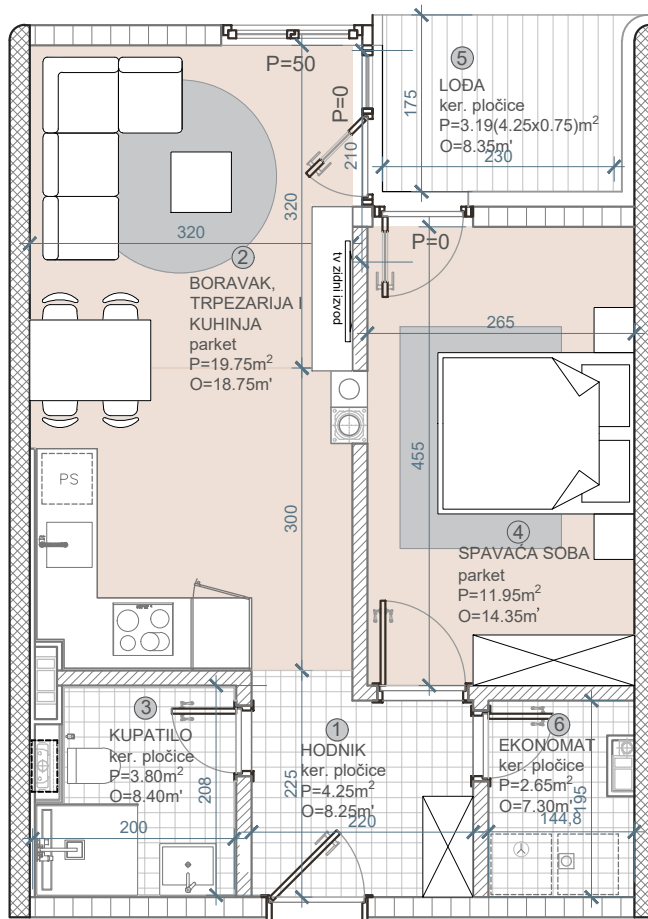 P=50
P=0
5
LOĐA
ker. pločice
P=3.19(4.25x0.75)m²
O=8.35m'
175
230
210
320
320
2
BORAVAK,
TRPEZARIJA I
KUHINJA
parket
P=19.75m²
O=18.75m'
tv zidni izvod
P=0
265
455
300
PS
4
SPAVAĆA SOBA
parket
P=11.95m²
O=14.35m'
3
KUPATILO
ker. pločice
P=3.80m²
O=8.40m'
208
200
1
HODNIK
ker. pločice
P=4.25m²
O=8.25m'
225
220
6
EKONOMAT
ker. pločice
P=2.65m²
O=7.30m'
195
144,8